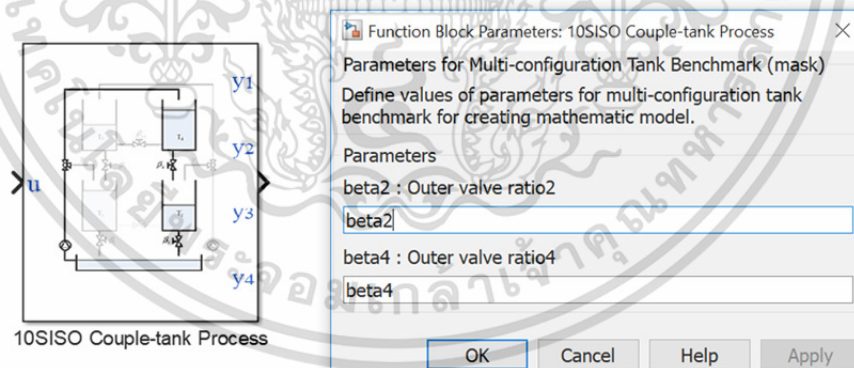 y1
y2
u
y3
y4
10SISO Couple-tank Process
Function Block Parameters: 10SISO Couple-tank Process
Parameters for Multi-configuration Tank Benchmark (mask)
Define values of parameters for multi-configuration tank
benchmark for creating mathematic model.
Parameters
beta2 : Outer valve ratio2
beta2
beta4 : Outer valve ratio4
beta4
OK
Cancel
Help
Apply